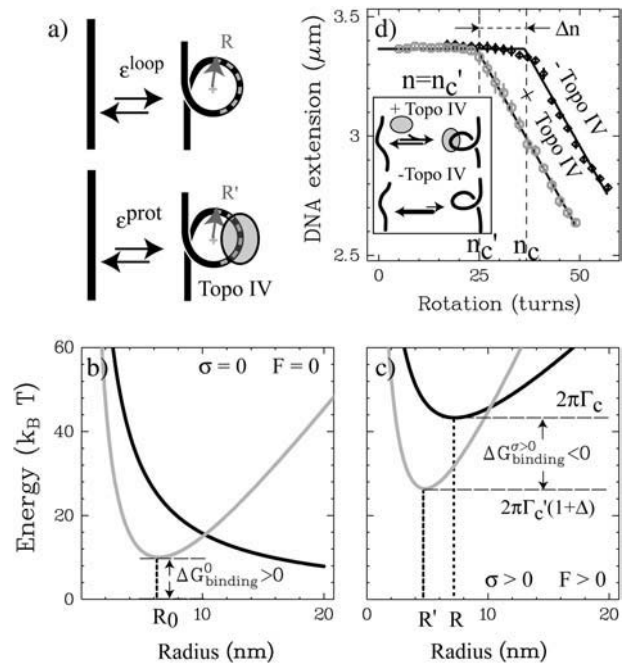 a)
ε^loop
R
ε^prot
R'
Topo IV
d)
Δn
DNA extension (μm)
3.5
3
2.5
n=n_c'
+ Topo IV
-Topo IV
- Topo IV
+ Topo IV
n_c' n_c
0 25 50
Rotation (turns)
b)
σ=0 F=0
Energy (k_B T)
60
40
20
0
ΔG^0_binding>0
R_0
0 10 20
Radius (nm)
c)
2πΓ_c
ΔG^σ>0_binding<0
2πΓ_c'(1+Δ)
σ>0 F>0
R' R
0 10 20
Radius (nm)